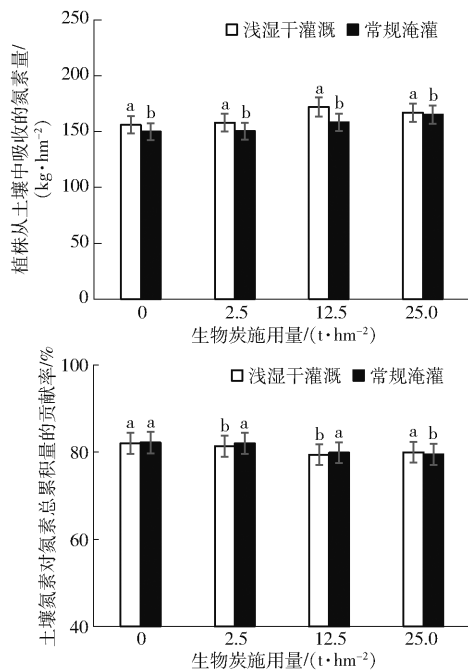 浅湿干灌溉 常规淹灌
植株从土壤中吸收的氮素量/
(kg·hm⁻²)
250
200
150
100
50
0
a b a b a b a b
0 2.5 12.5 25.0
生物炭施用量/(t·hm⁻²)
浅湿干灌溉 常规淹灌
土壤氮素对氮素总累积量的贡献率/%
100
80
60
40
a a b a b a a b
0 2.5 12.5 25.0
生物炭施用量/(t·hm⁻²)